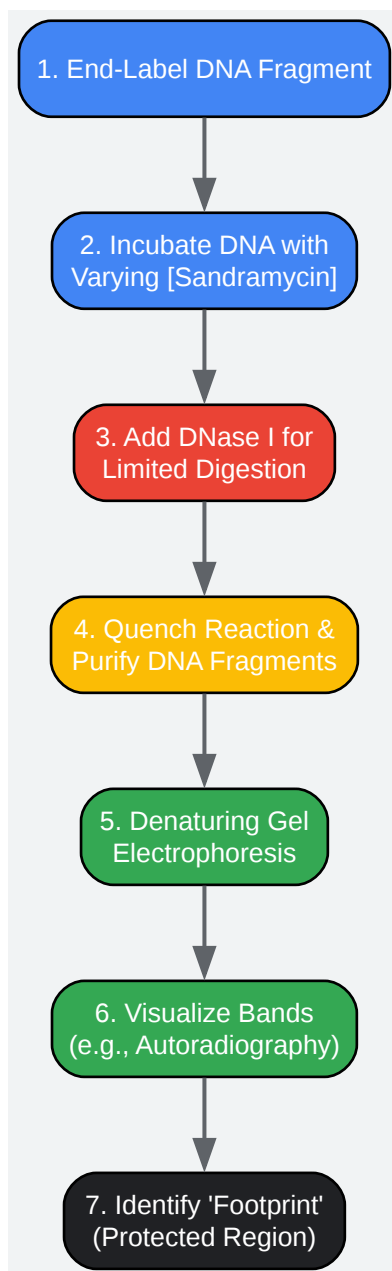 1. End-Label DNA Fragment
2. Incubate DNA with
Varying [Sandramycin]
3. Add DNase I for
Limited Digestion
4. Quench Reaction &
Purify DNA Fragments
5. Denaturing Gel
Electrophoresis
6. Visualize Bands
(e.g., Autoradiography)
7. Identify 'Footprint'
(Protected Region)